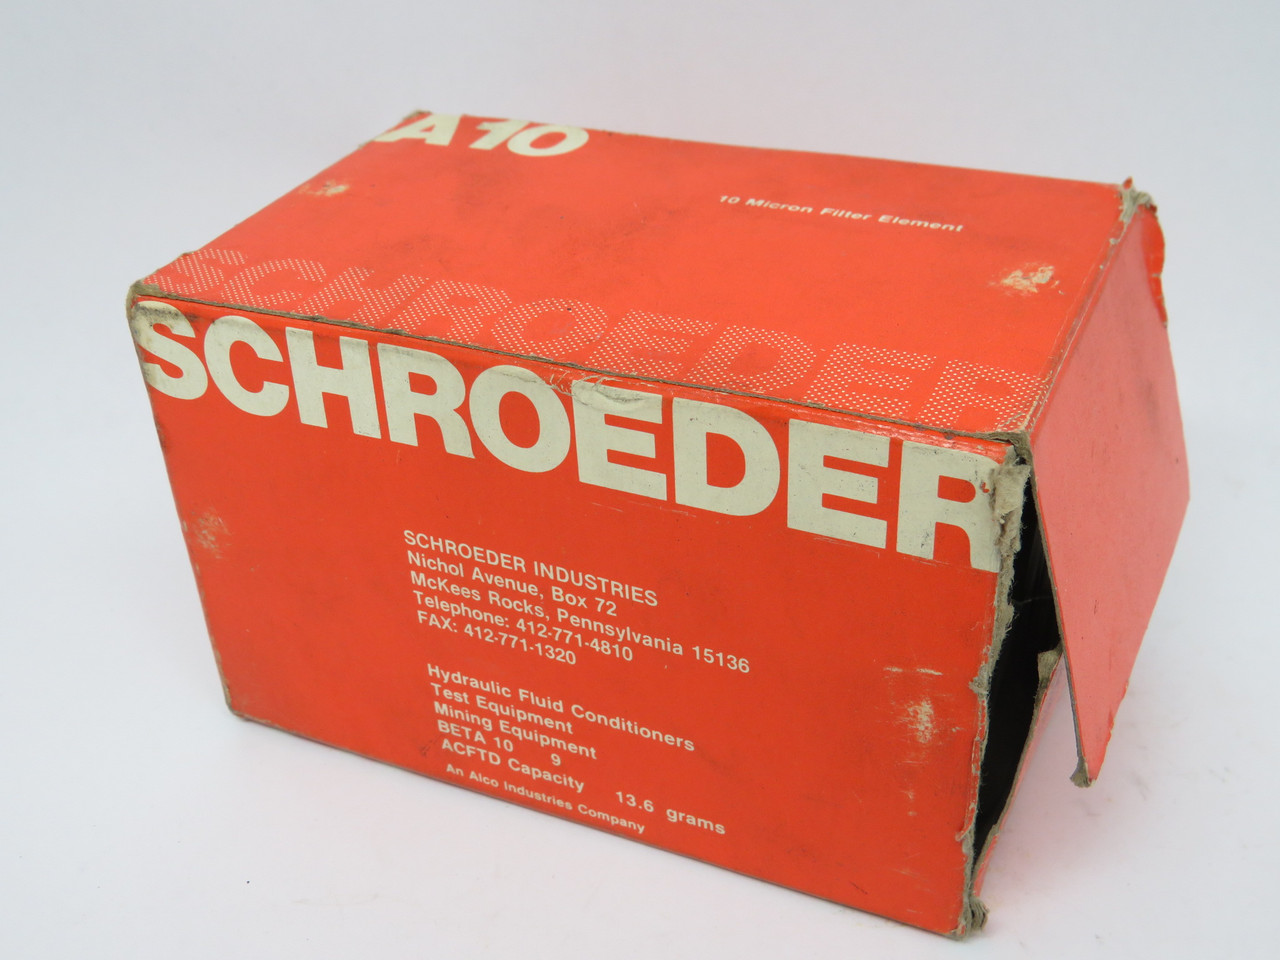 A10
10 Micron Filter Element
SCHROEDER
SCHROEDER
SCHROEDER INDUSTRIES
Nichol Avenue, Box 72
McKees Rocks, Pennsylvania 15136
Telephone: 412-771-4810
FAX: 412-771-1320
Hydraulic Fluid Conditioners
Test Equipment
Mining Equipment
BETA 10 9
ACFTD Capacity 13.6 grams
An Alco Industries Company